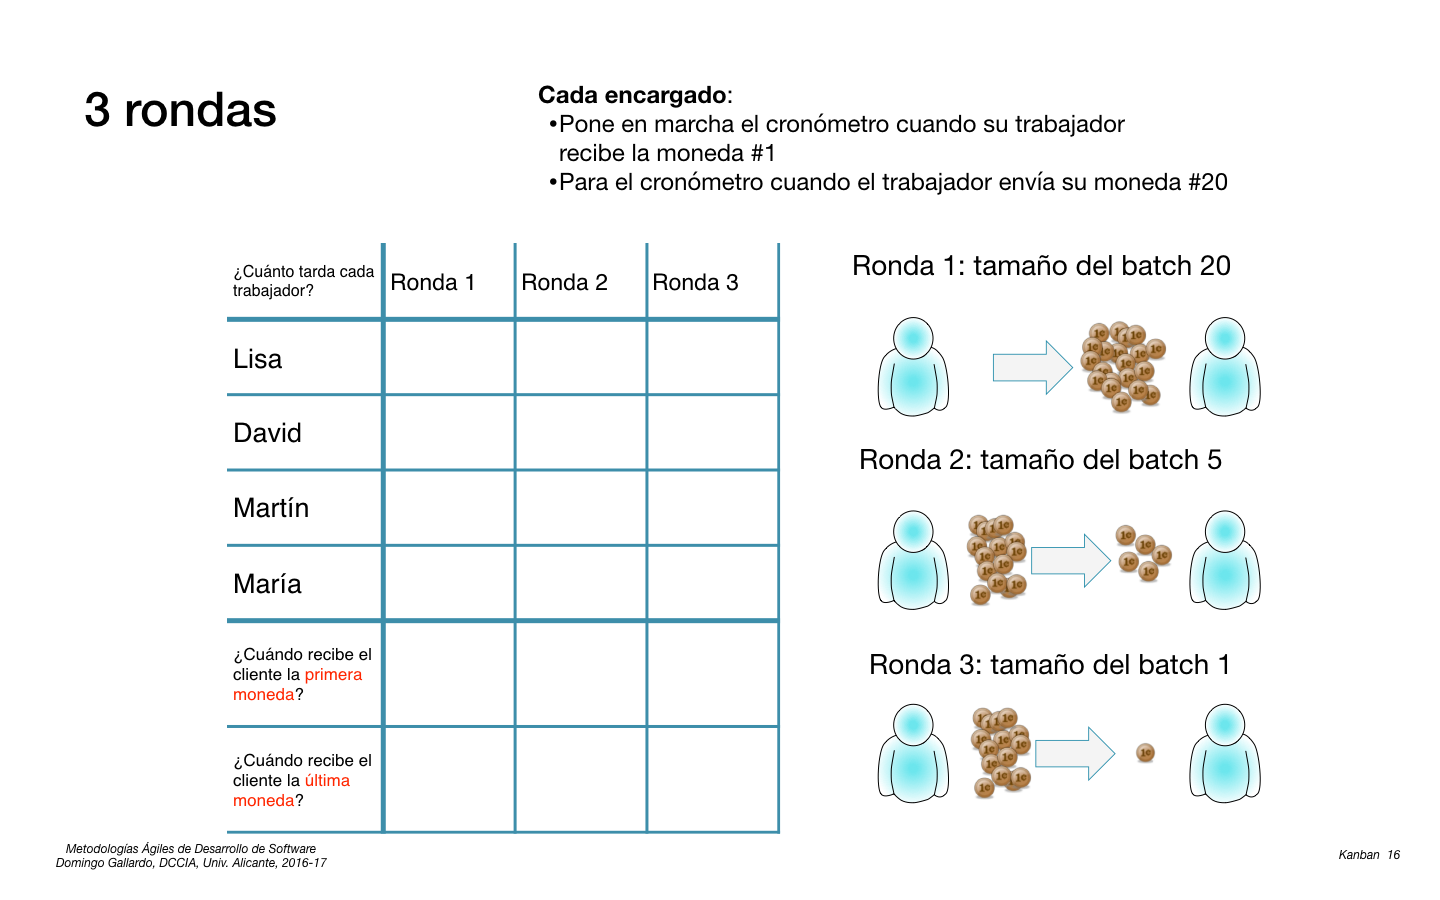 3 rondas
Cada encargado:
•Pone en marcha el cronómetro cuando su trabajador
recibe la moneda #1
•Para el cronómetro cuando el trabajador envía su moneda #20
¿Cuánto tarda cada
trabajador?
Ronda 1
Ronda 2
Ronda 3
Lisa
David
Martín
María
¿Cuándo recibe el
cliente la primera
moneda?
¿Cuándo recibe el
cliente la última
moneda?
Ronda 1: tamaño del batch 20
Ronda 2: tamaño del batch 5
Ronda 3: tamaño del batch 1
Metodologías Ágiles de Desarrollo de Software
Domingo Gallardo, DCCIA, Univ. Alicante, 2016-17
Kanban 16